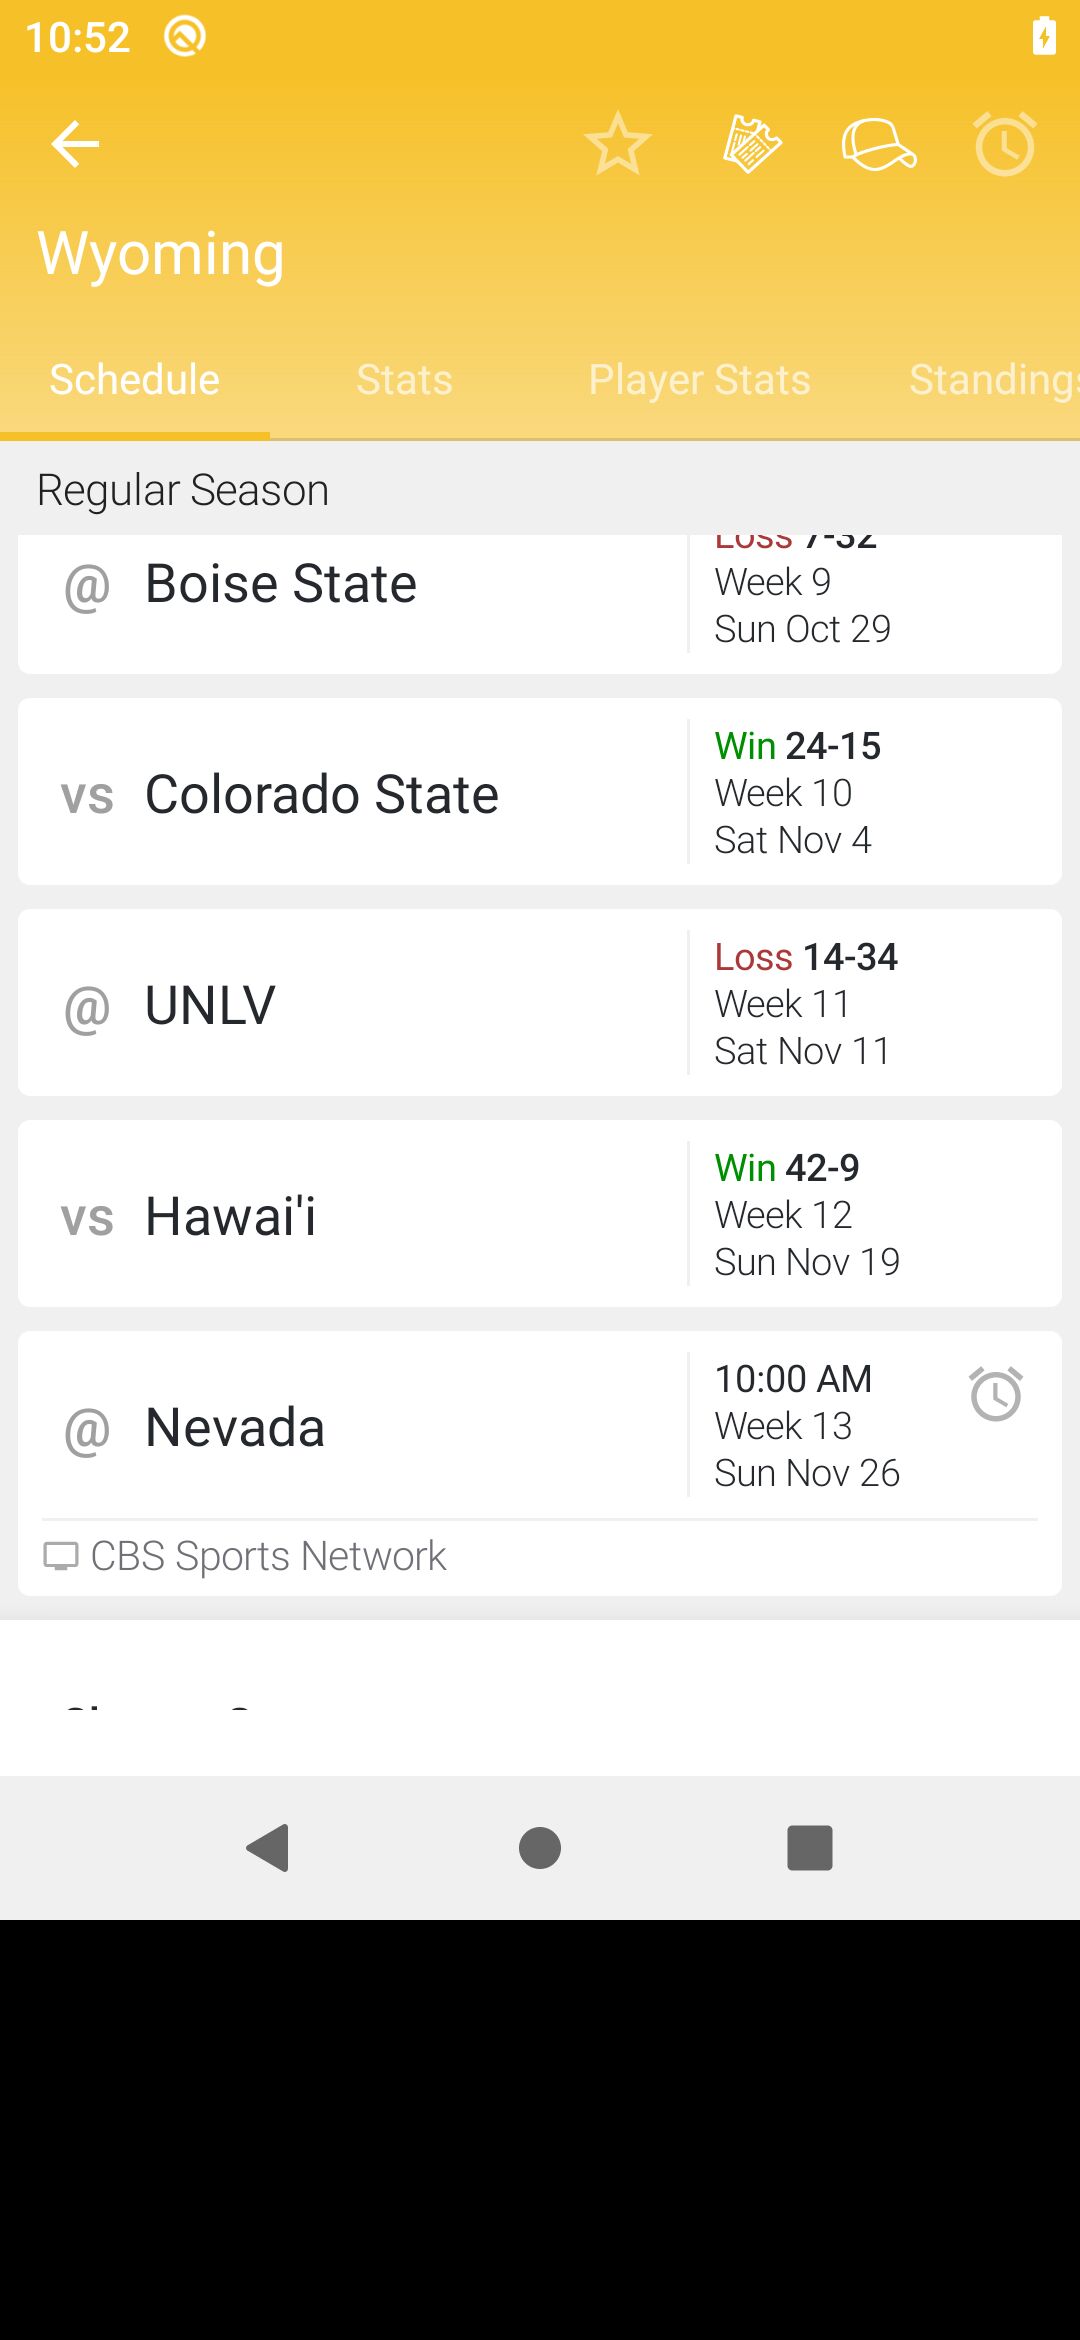 10:52
Wyoming
Schedule Stats Player Stats Standings
Regular Season
Loss 7-32
@ Boise State
Week 9
Sun Oct 29
Win 24-15
vs Colorado State
Week 10
Sat Nov 4
Loss 14-34
@ UNLV
Week 11
Sat Nov 11
Win 42-9
vs Hawai'i
Week 12
Sun Nov 19
10:00 AM
@ Nevada
Week 13
Sun Nov 26
CBS Sports Network